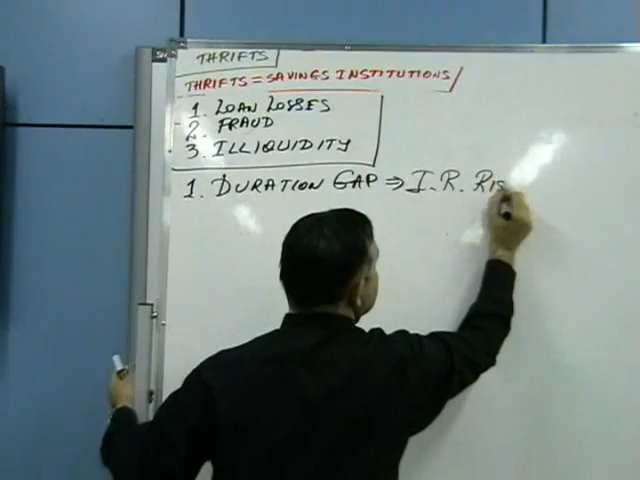 THRIFTS
THRIFTS = SAVINGS INSTITUTIONS
1. LOAN LOSSES
2. FRAUD
3. ILLIQUIDITY
1. DURATION GAP ⇒ I.R. RIS